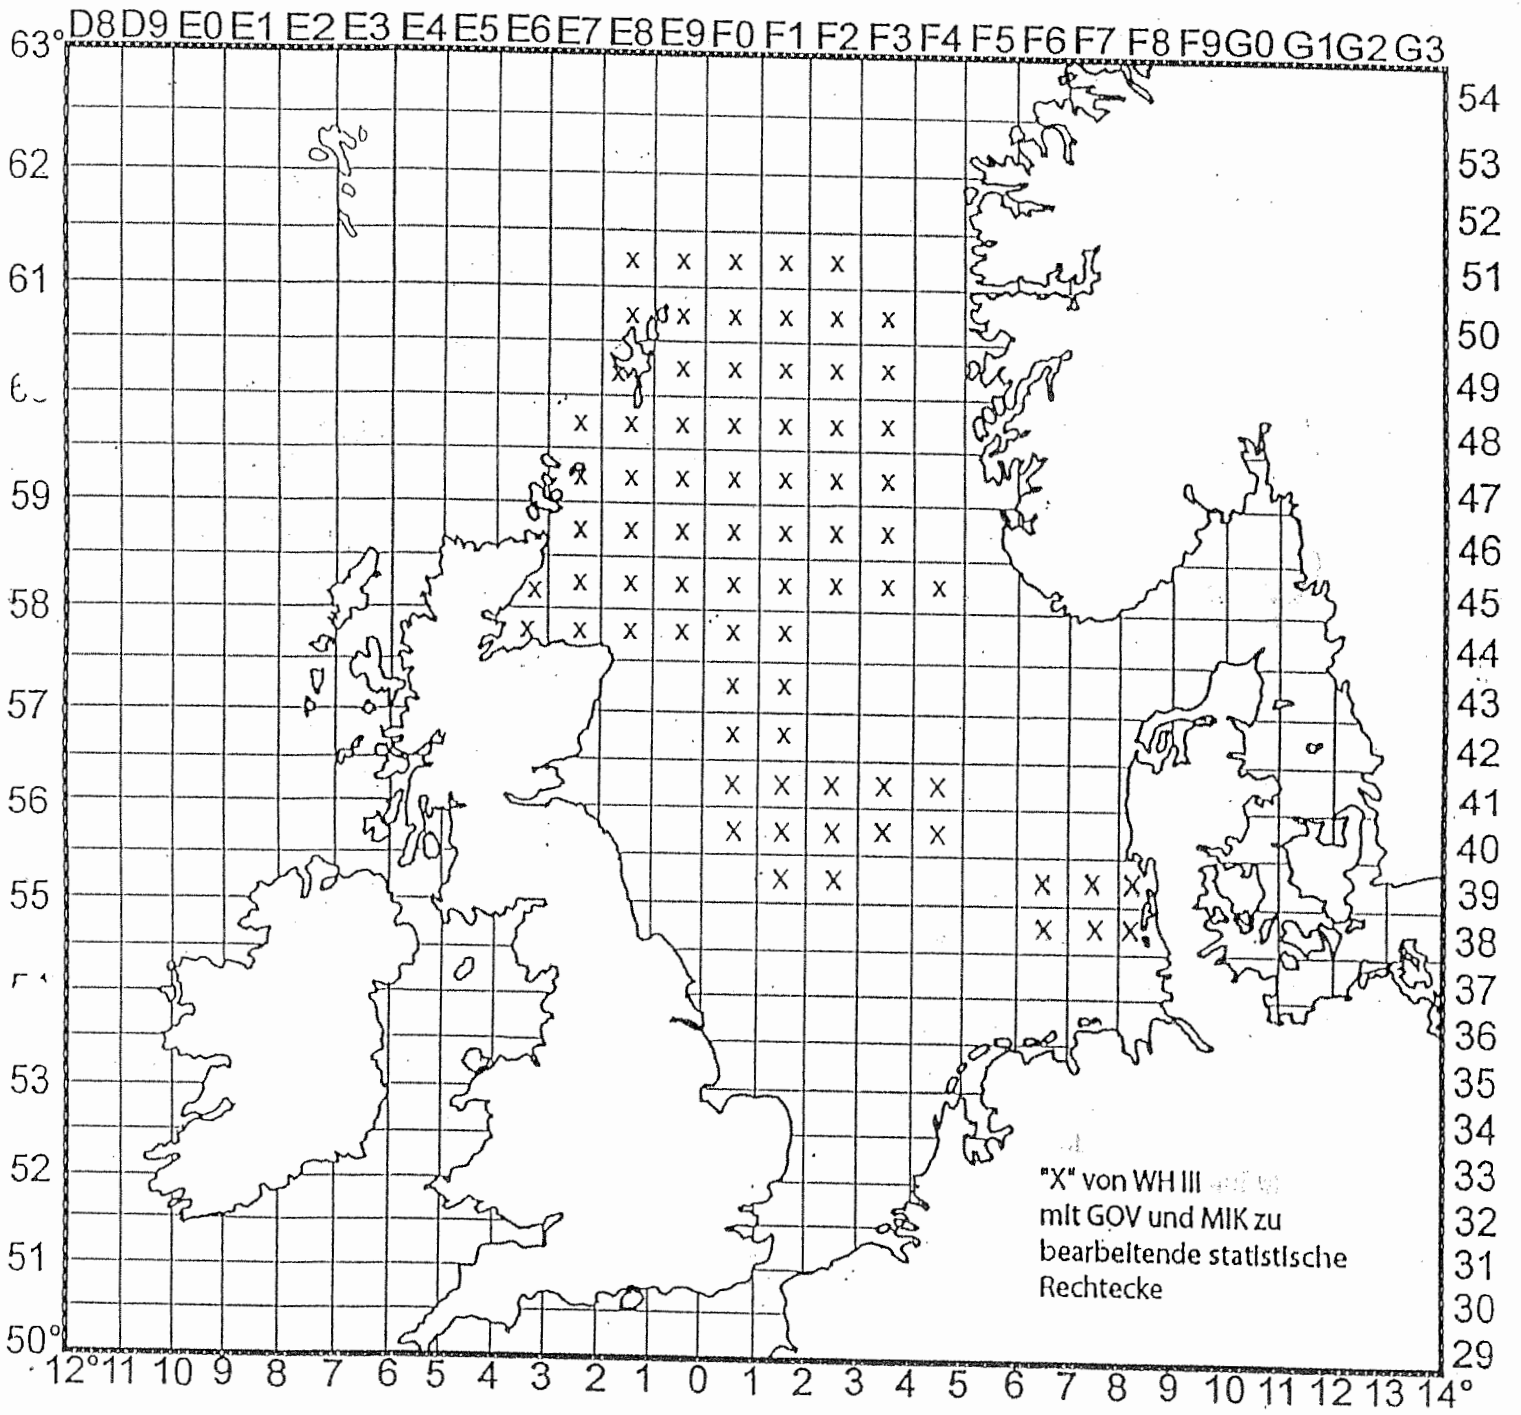 D8 D9 E0 E1 E2 E3 E4 E5 E6 E7 E8 E9 F0 F1 F2 F3 F4 F5 F6 F7 F8 F9 G0 G1 G2 G3
63°
54
62 53
52
X X X X X
61 51
X X X X X X
50
X X X X X X
49
X X X X X X X
48
X X X X X X X
59 47
X X X X X X X
46
X X X X X X X X X
58 45
X X X X X X
44
X X
57 43
X X
42
X X X X X
56 41
X X X X X
40
X X X X X
55 39
X X X
38
37
36
53 35
34
52 33
32
51 31
30
50° 29
12° 11 10 9 8 7 6 5 4 3 2 1 0 1 2 3 4 5 6 7 8 9 10 11 12 13 14°
"X" von WH III
mit GOV und MIK zu
bearbeitende statistische
Rechtecke